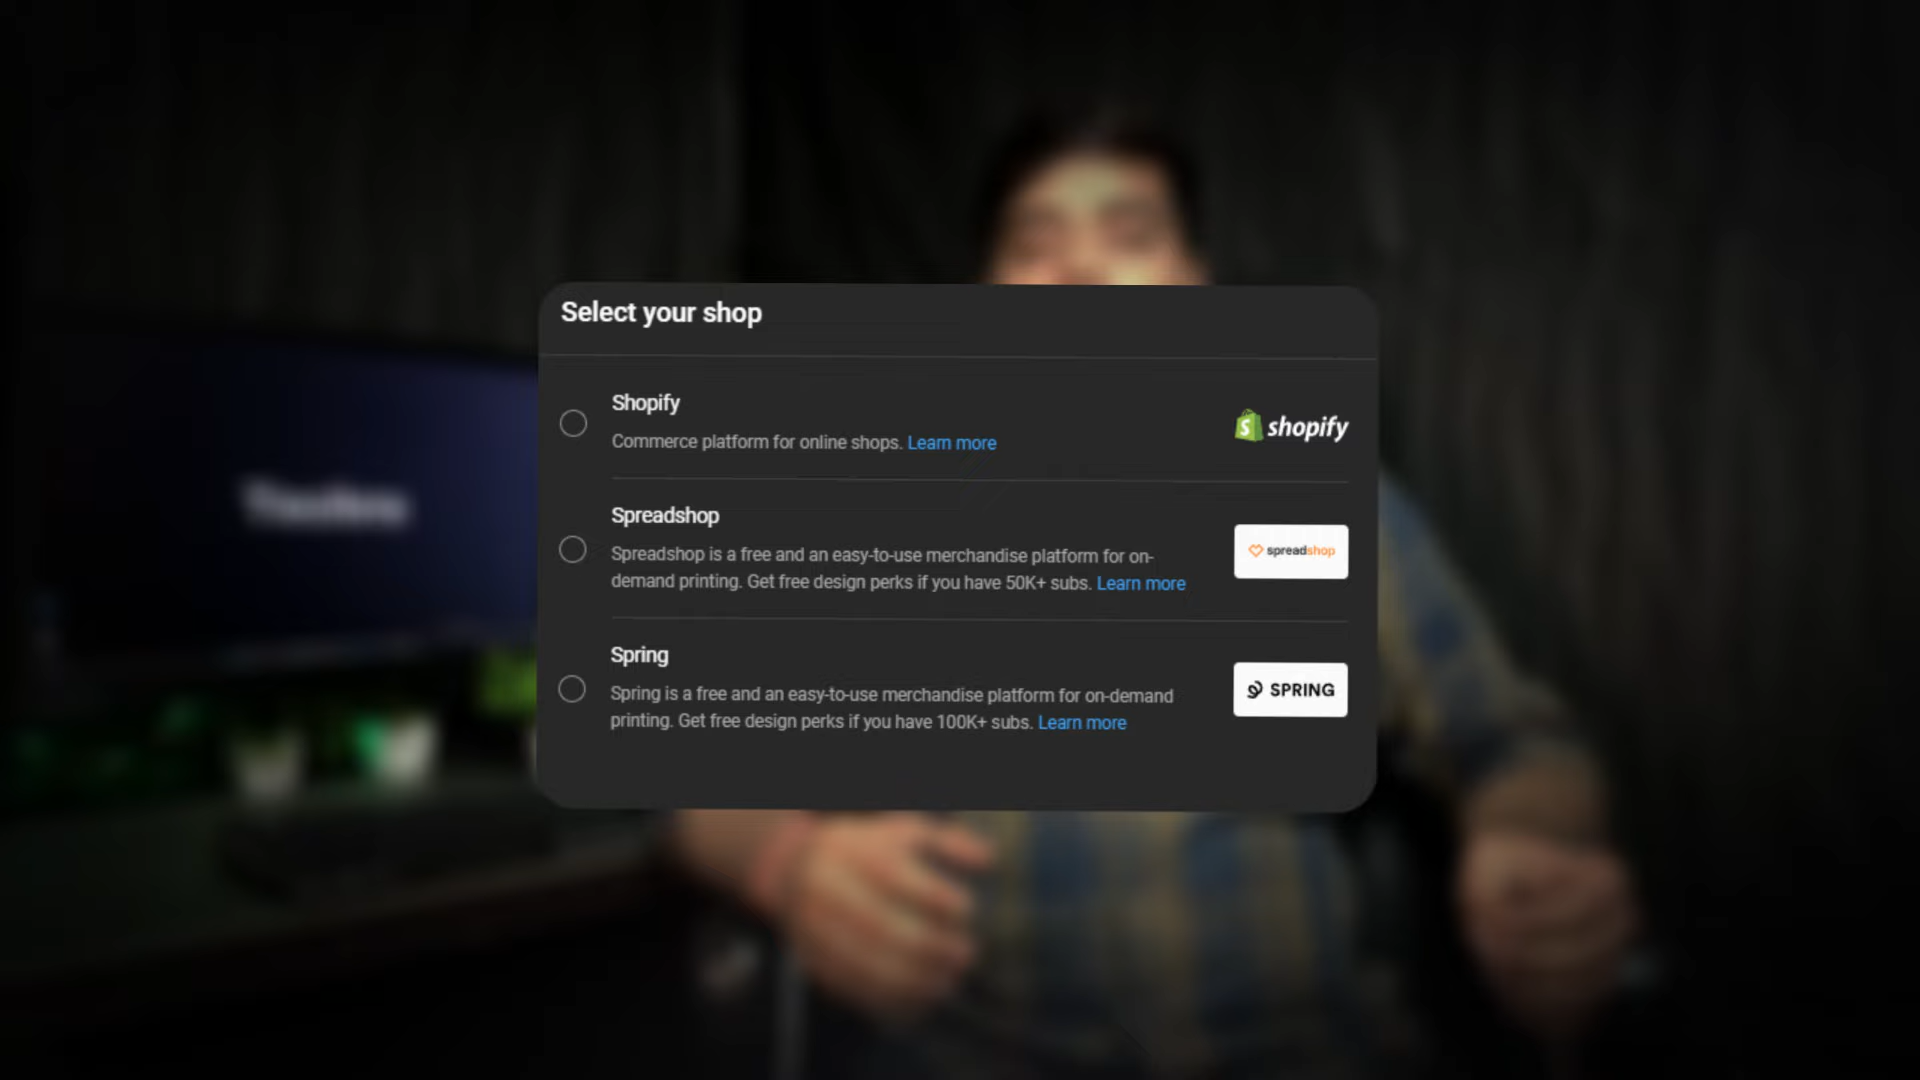 Select your shop
Shopify
Commerce platform for online shops. Learn more
shopify
Spreadshop
Spreadshop is a free and an easy-to-use merchandise platform for on-
demand printing. Get free design perks if you have 50K+ subs. Learn more
spreadshop
Spring
Spring is a free and an easy-to-use merchandise platform for on-demand
printing. Get free design perks if you have 100K+ subs. Learn more
SPRING